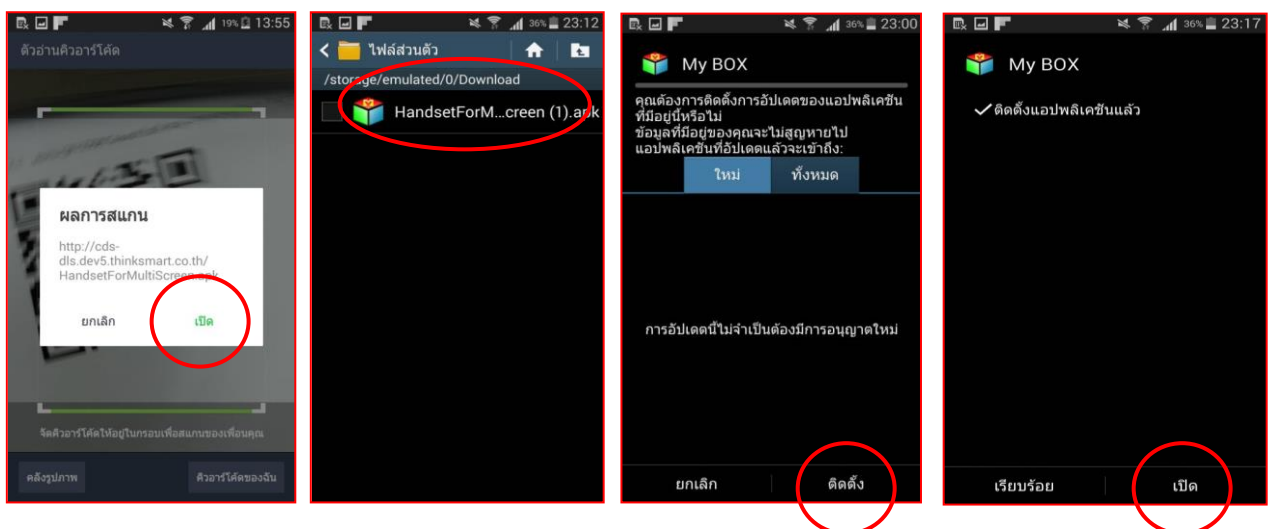 19% 13:55
ตัวอ่านคิวอาร์โค้ด
ผลการสแกน
http://cds-
dls.dev5.thinksmart.co.th/
HandsetForMultiScreen.apk
ยกเลิก
เปิด
จัดคิวอาร์โค้ดให้อยู่ในกรอบเพื่อสแกนของเพื่อนคุณ
คลังรูปภาพ
คิวอาร์โค้ดของฉัน
36% 23:12
ไฟล์ส่วนตัว
/storage/emulated/0/Download
HandsetForM...creen (1).apk
36% 23:00
My BOX
คุณต้องการติดตั้งการอัปเดตของแอปพลิเคชัน
ที่มีอยู่นี้หรือไม่
ข้อมูลที่มีอยู่ของคุณจะไม่สูญหายไป
แอปพลิเคชันที่อัปเดตแล้วจะเข้าถึง:
ใหม่
ทั้งหมด
การอัปเดตนี้ไม่จำเป็นต้องมีการอนุญาตใหม่
ยกเลิก
ติดตั้ง
36% 23:17
My BOX
ติดตั้งแอปพลิเคชันแล้ว
เรียบร้อย
เปิด